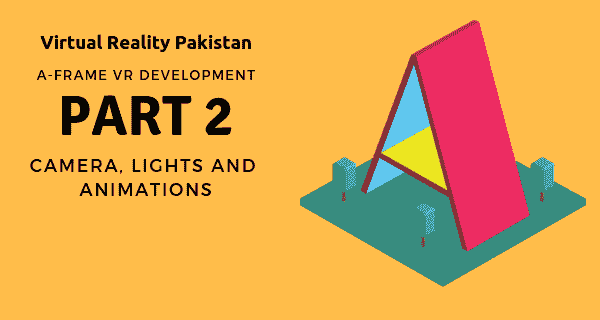 Virtual Reality Pakistan
A-FRAME VR DEVELOPMENT
PART 2
CAMERA, LIGHTS AND
ANIMATIONS